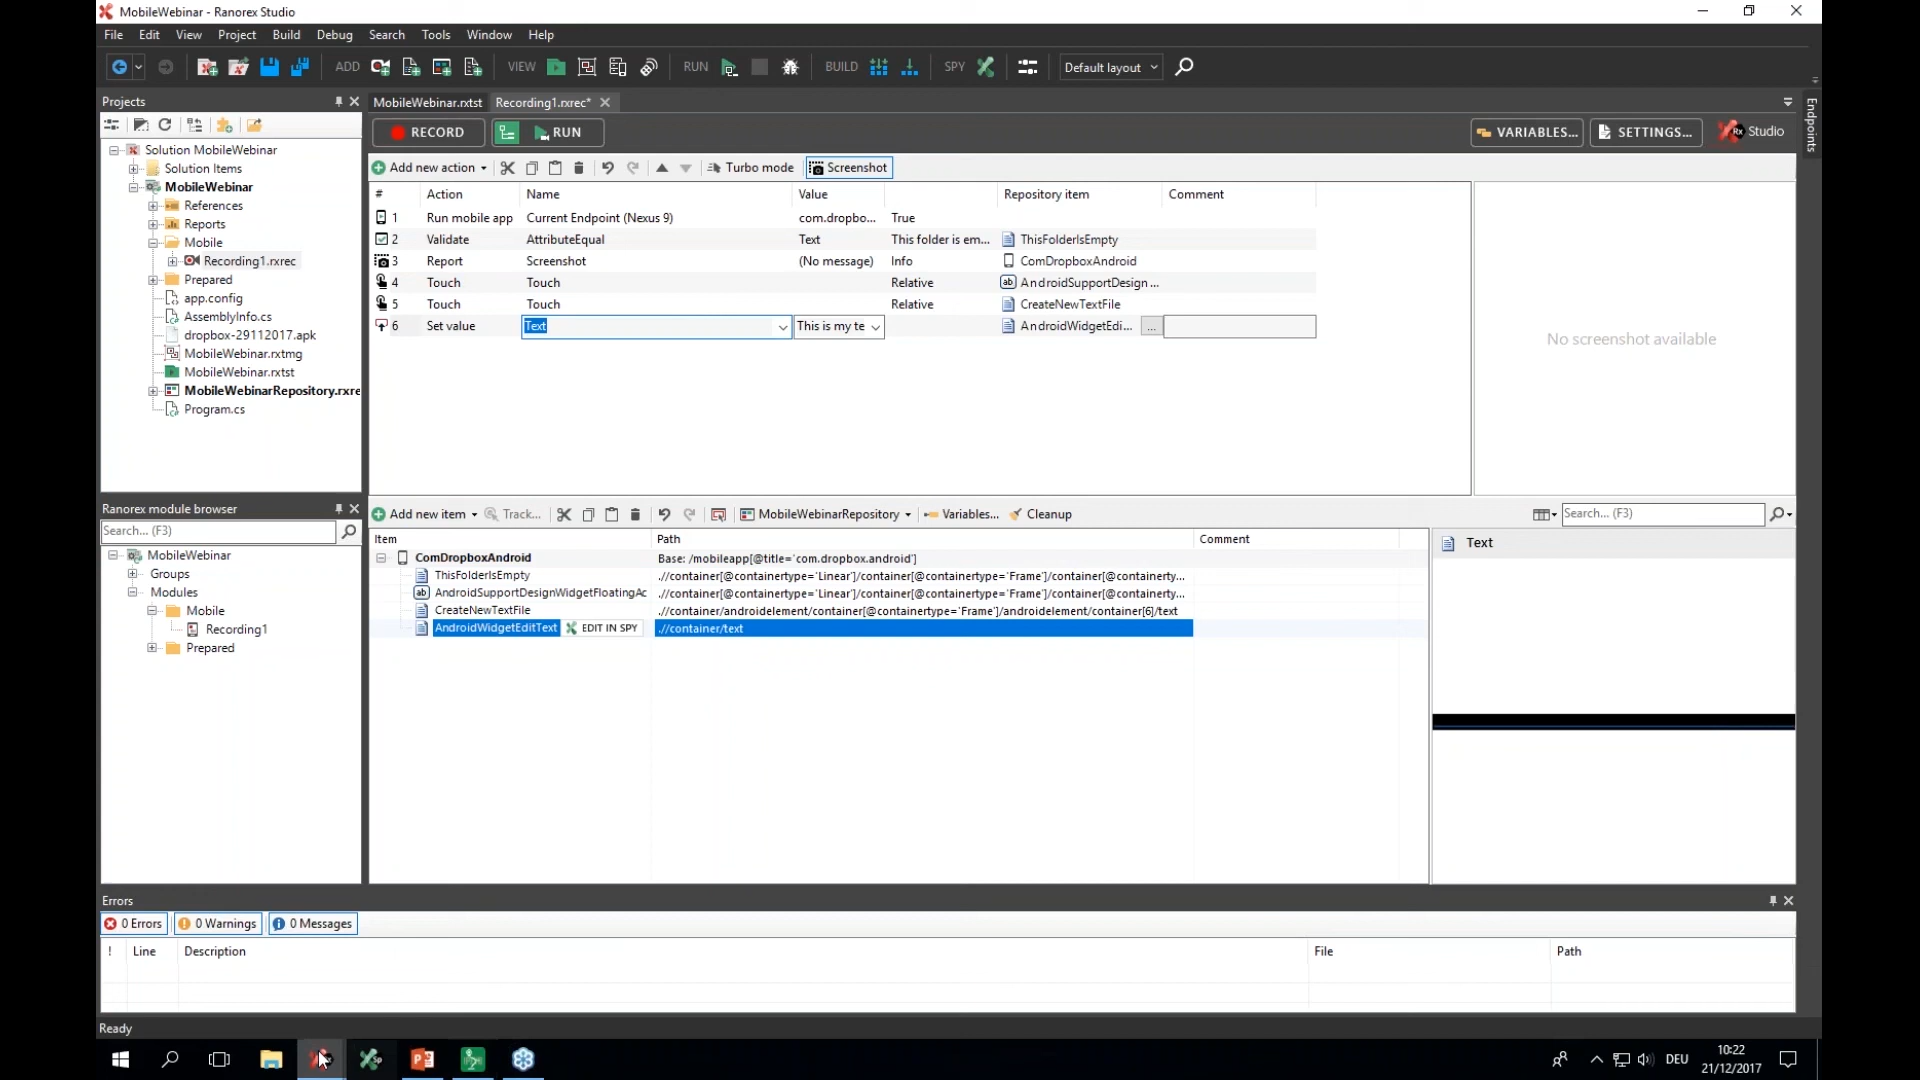 MobileWebinar - Ranorex Studio
File Edit View Project Build Debug Search Tools Window Help
ADD VIEW RUN BUILD SPY Default layout
Projects
MobileWebinar.rxtst Recording1.rxrec*
Endpoints
RECORD RUN VARIABLES... SETTINGS... Rx Studio
Add new action Turbo mode Screenshot
Solution MobileWebinar
Solution Items
MobileWebinar
References
Reports
Mobile
Recording1.rxrec
Prepared
app.config
AssemblyInfo.cs
dropbox-29112017.apk
MobileWebinar.rxtmg
MobileWebinar.rxtst
MobileWebinarRepository.rxre
Program.cs
# Action Name Value Repository item Comment
1 Run mobile app Current Endpoint (Nexus 9) com.dropbo... True
2 Validate AttributeEqual Text This folder is em... ThisFolderIsEmpty
3 Report Screenshot (No message) Info ComDropboxAndroid
4 Touch Touch Relative ab AndroidSupportDesign ...
5 Touch Touch Relative CreateNewTextFile
6 Set value Text This is my te AndroidWidgetEdi... ...
No screenshot available
Ranorex module browser
Search... (F3)
MobileWebinar
Groups
Modules
Mobile
Recording1
Prepared
Add new item Track... MobileWebinarRepository Variables... Cleanup Search... (F3)
Item Path Comment
ComDropboxAndroid Base: /mobileapp[@title='com.dropbox.android']
ThisFolderIsEmpty .//container[@containertype='Linear']/container[@containertype='Frame']/container[@containerty...
ab AndroidSupportDesignWidgetFloatingAc .//container[@containertype='Linear']/container[@containertype='Frame']/container[@containerty...
CreateNewTextFile .//container/androidelement/container[@containertype='Frame']/androidelement/container[6]/text
AndroidWidgetEditText EDIT IN SPY .//container/text
Text
Errors
0 Errors 0 Warnings 0 Messages
! Line Description File Path
Ready
DEU
10:22
21/12/2017